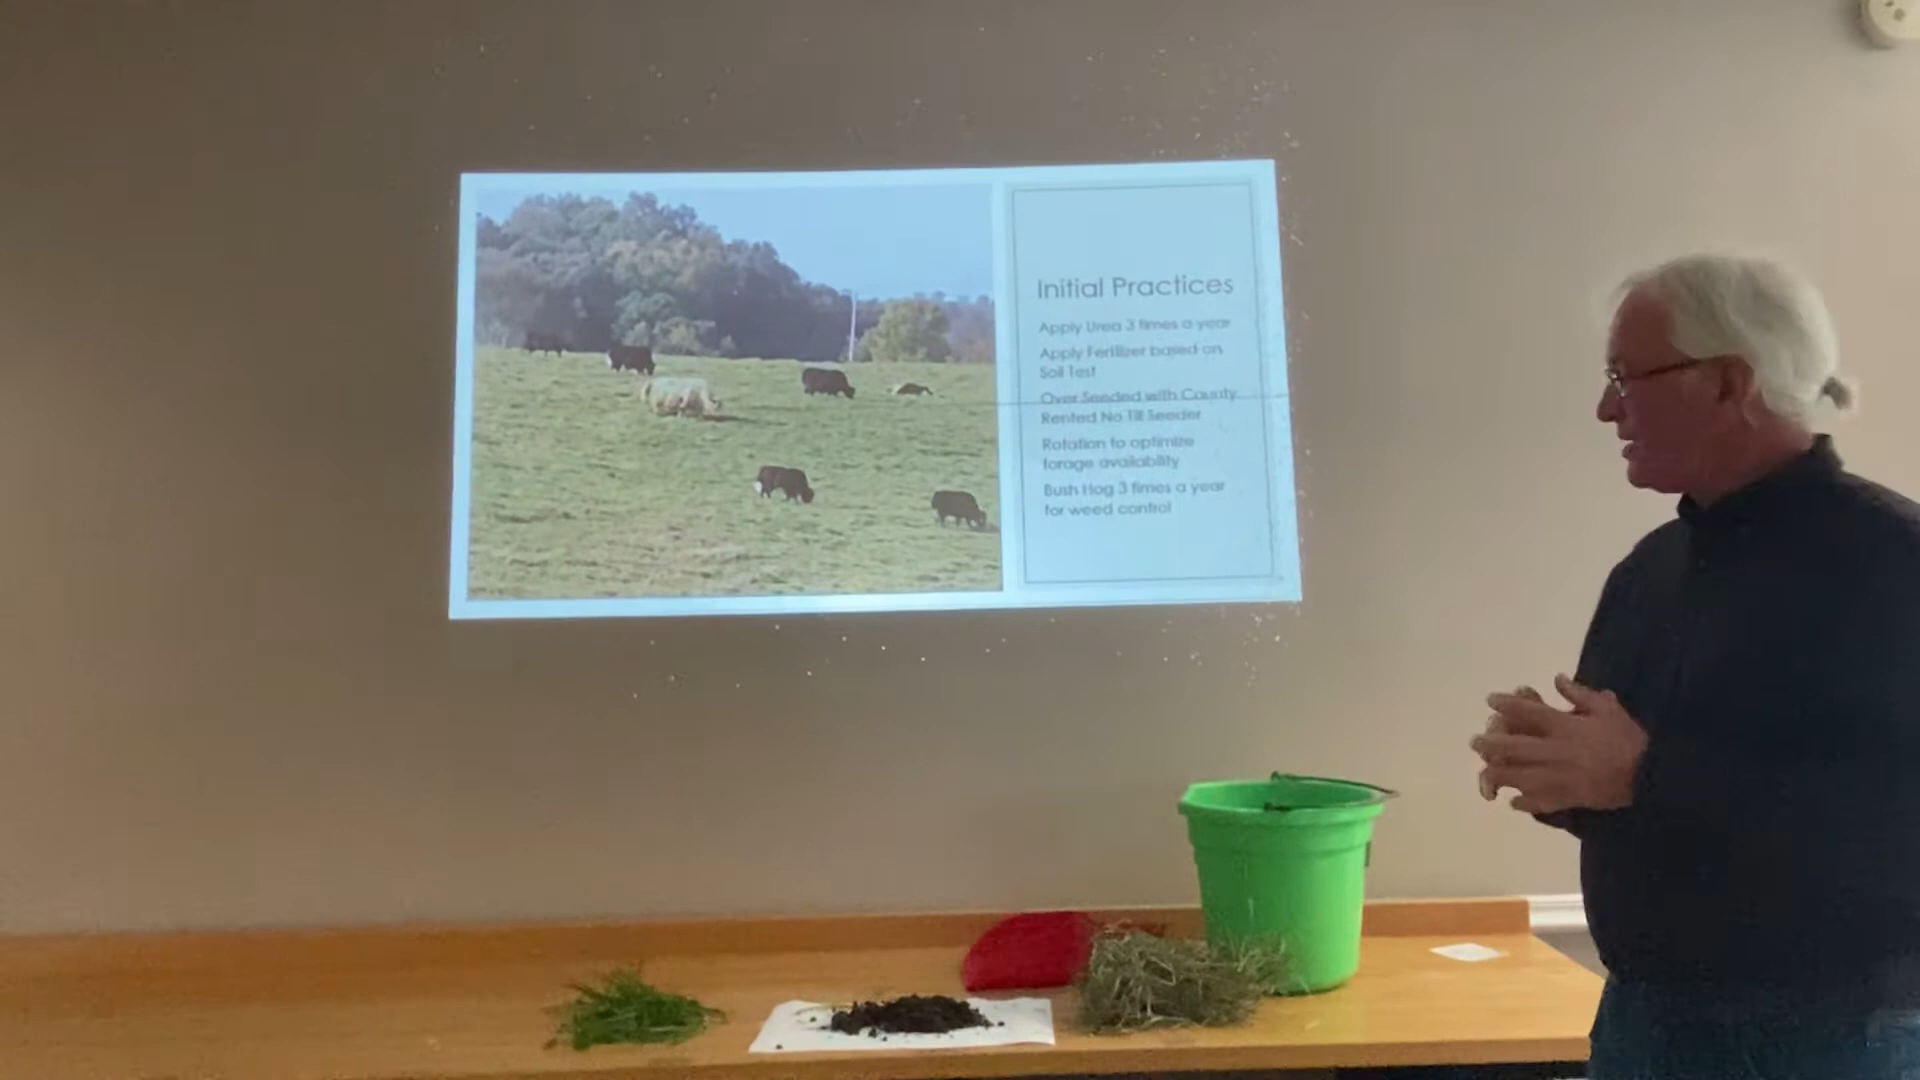 Initial Practices
Apply Urea 3 times a year
Apply Fertilizer based on
Soil Test
Over Seeded with County
Rented No Till Seeder
Rotation to optimize
forage availability
Bush Hog 3 times a year
for weed control